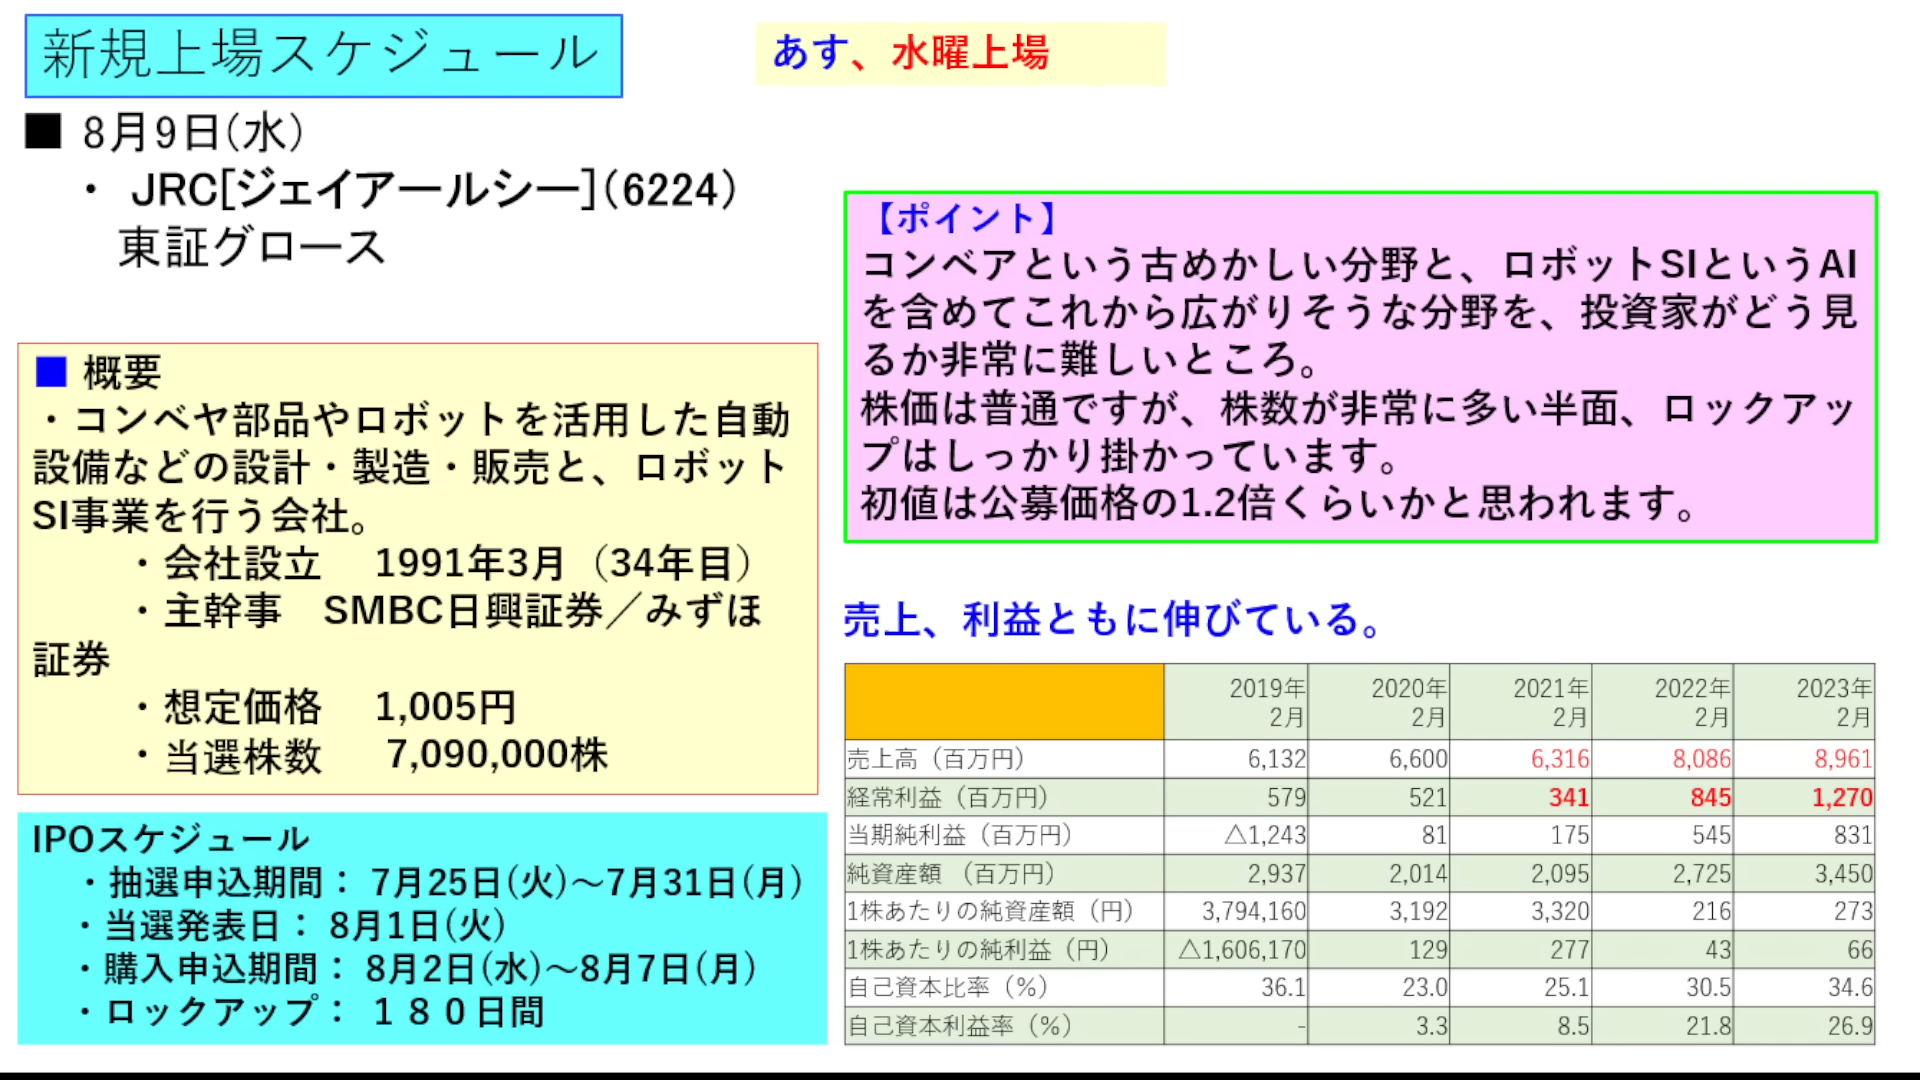 新規上場スケジュール
あす、水曜上場
■ 8月9日(水)
・ JRC[ジェイアールシー](6224)
東証グロース
■ 概要
・コンベヤ部品やロボットを活用した自動
設備などの設計・製造・販売と、ロボット
SI事業を行う会社。
・会社設立　1991年3月（34年目）
・主幹事　SMBC日興証券／みずほ
証券
・想定価格　1,005円
・当選株数　7,090,000株
IPOスケジュール
・抽選申込期間： 7月25日(火)～7月31日(月)
・当選発表日： 8月1日(火)
・購入申込期間： 8月2日(水)～8月7日(月)
・ロックアップ： １８０日間
【ポイント】
コンベアという古めかしい分野と、ロボットSIというAI
を含めてこれから広がりそうな分野を、投資家がどう見
るか非常に難しいところ。
株価は普通ですが、株数が非常に多い半面、ロックアッ
プはしっかり掛かっています。
初値は公募価格の1.2倍くらいかと思われます。
売上、利益ともに伸びている。
2019年 2020年 2021年 2022年 2023年
2月 2月 2月 2月 2月
売上高（百万円） 6,132 6,600 6,316 8,086 8,961
経常利益（百万円） 579 521 341 845 1,270
当期純利益（百万円） △1,243 81 175 545 831
純資産額 （百万円） 2,937 2,014 2,095 2,725 3,450
1株あたりの純資産額（円） 3,794,160 3,192 3,320 216 273
1株あたりの純利益（円） △1,606,170 129 277 43 66
自己資本比率（%） 36.1 23.0 25.1 30.5 34.6
自己資本利益率（%） - 3.3 8.5 21.8 26.9